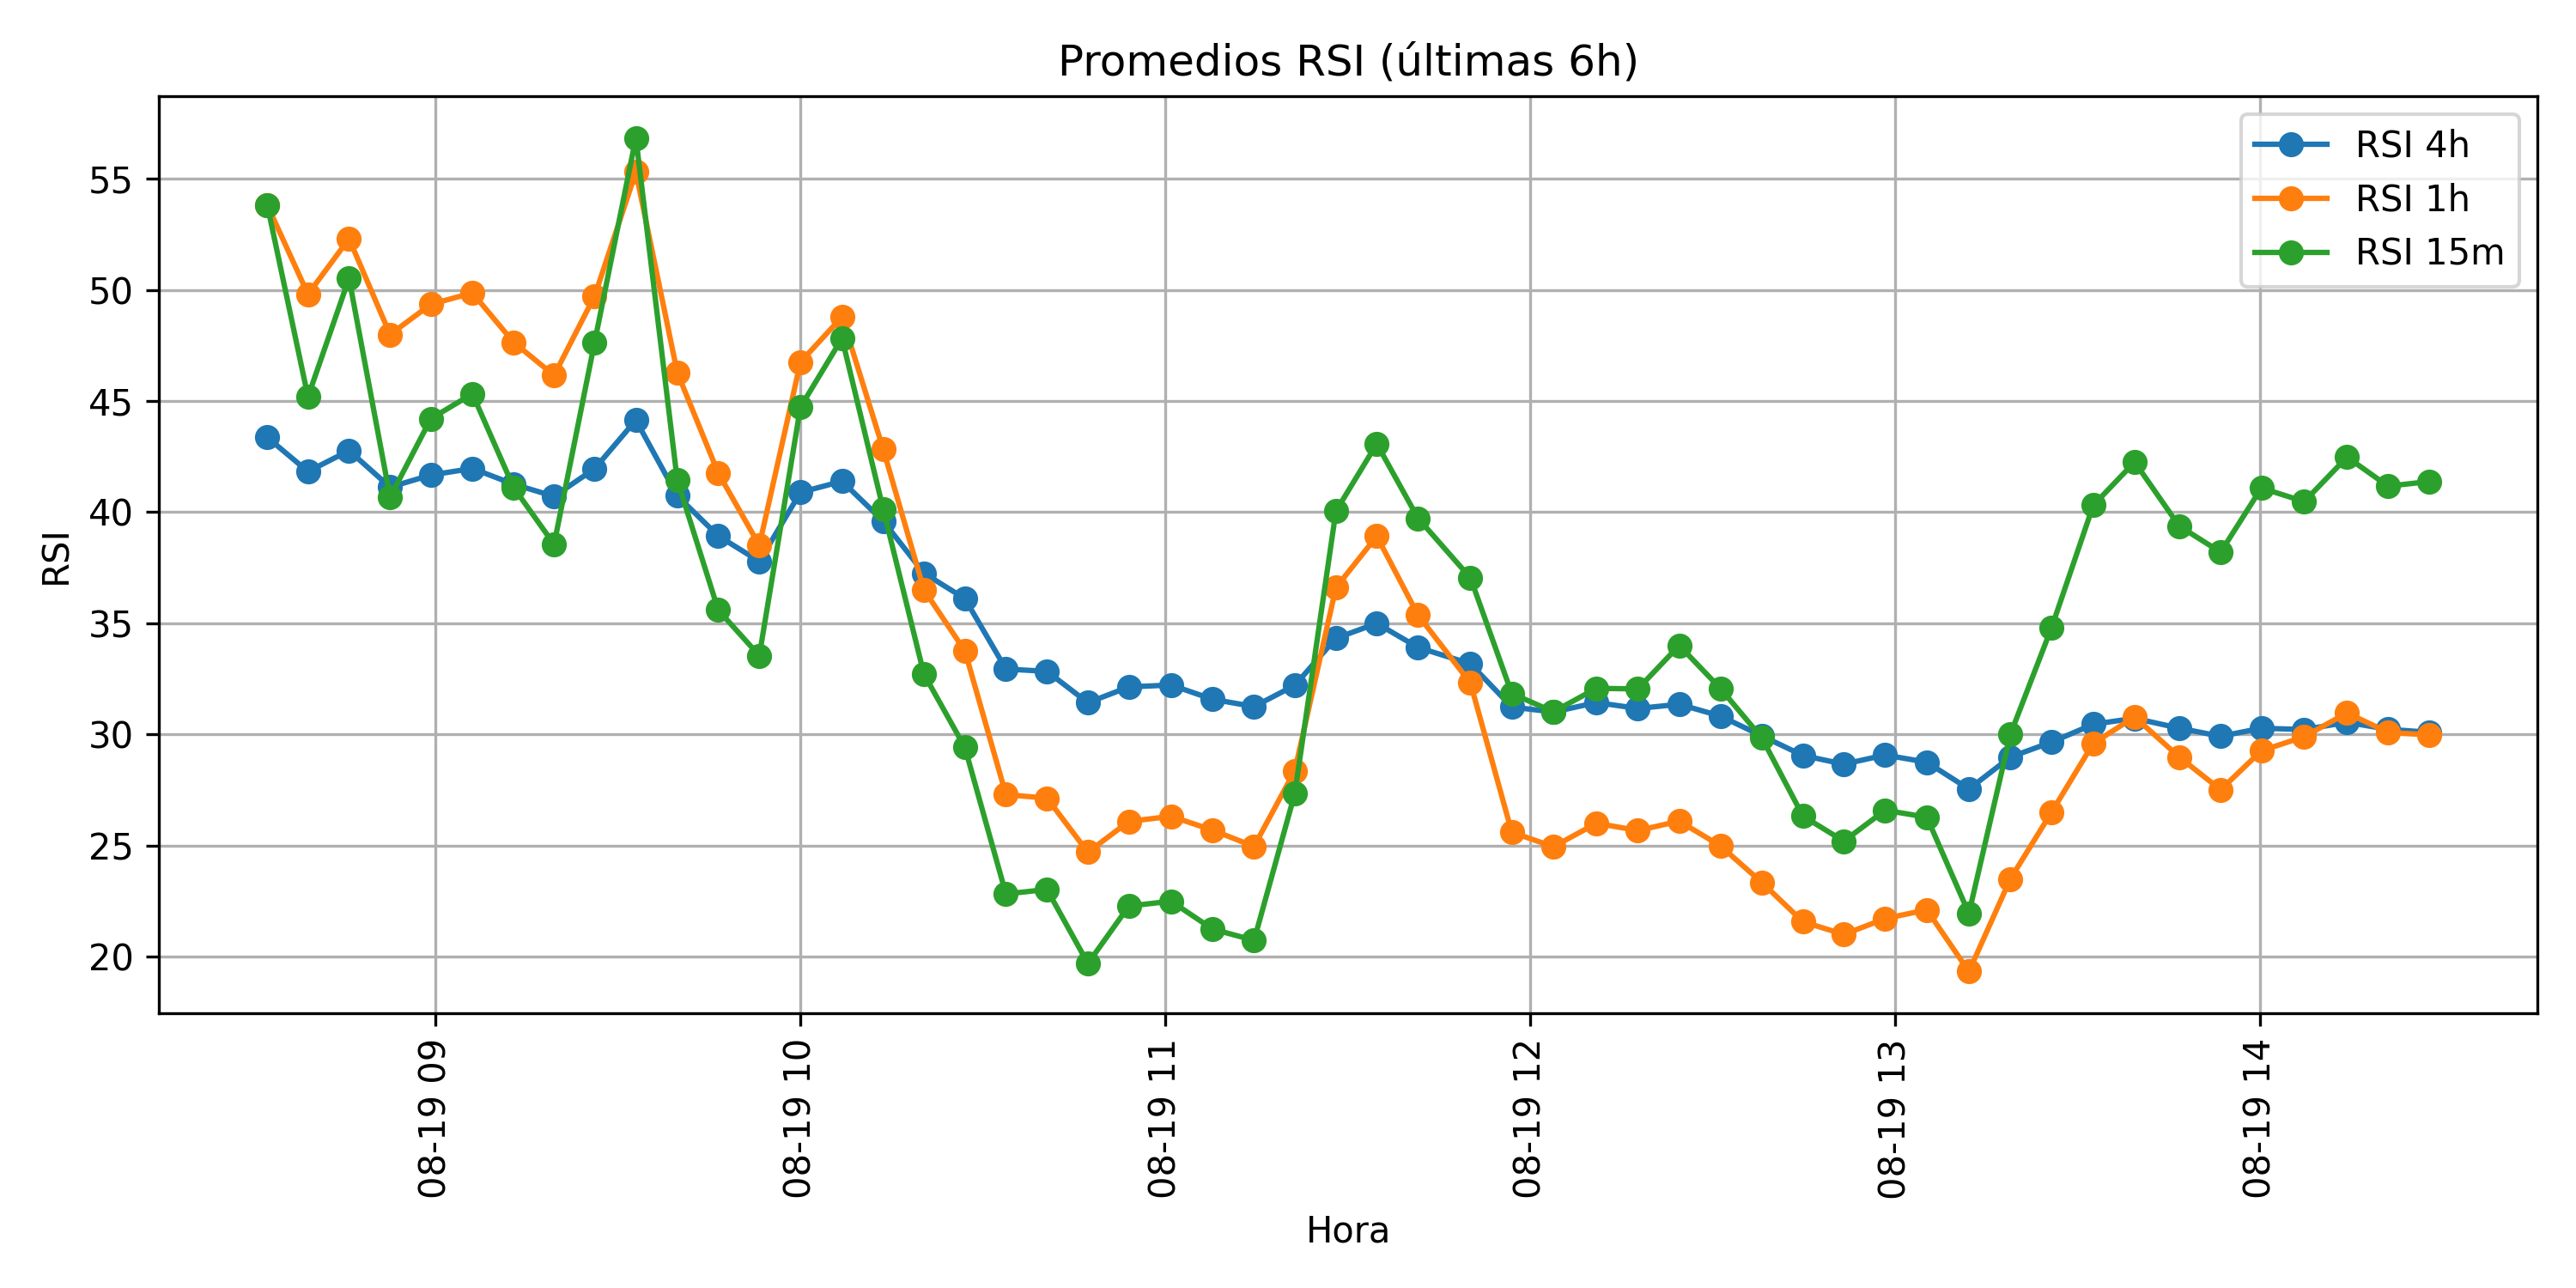 Promedios RSI (últimas 6h)
RSI 4h
RSI 1h
RSI 15m
RSI
55
50
45
40
35
30
25
20
08-19 09
08-19 10
08-19 11
08-19 12
08-19 13
08-19 14
Hora